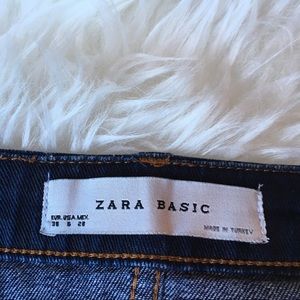 ZARA BASIC
EUR. USA. MEX.
38 6 28
MADE IN TURKEY